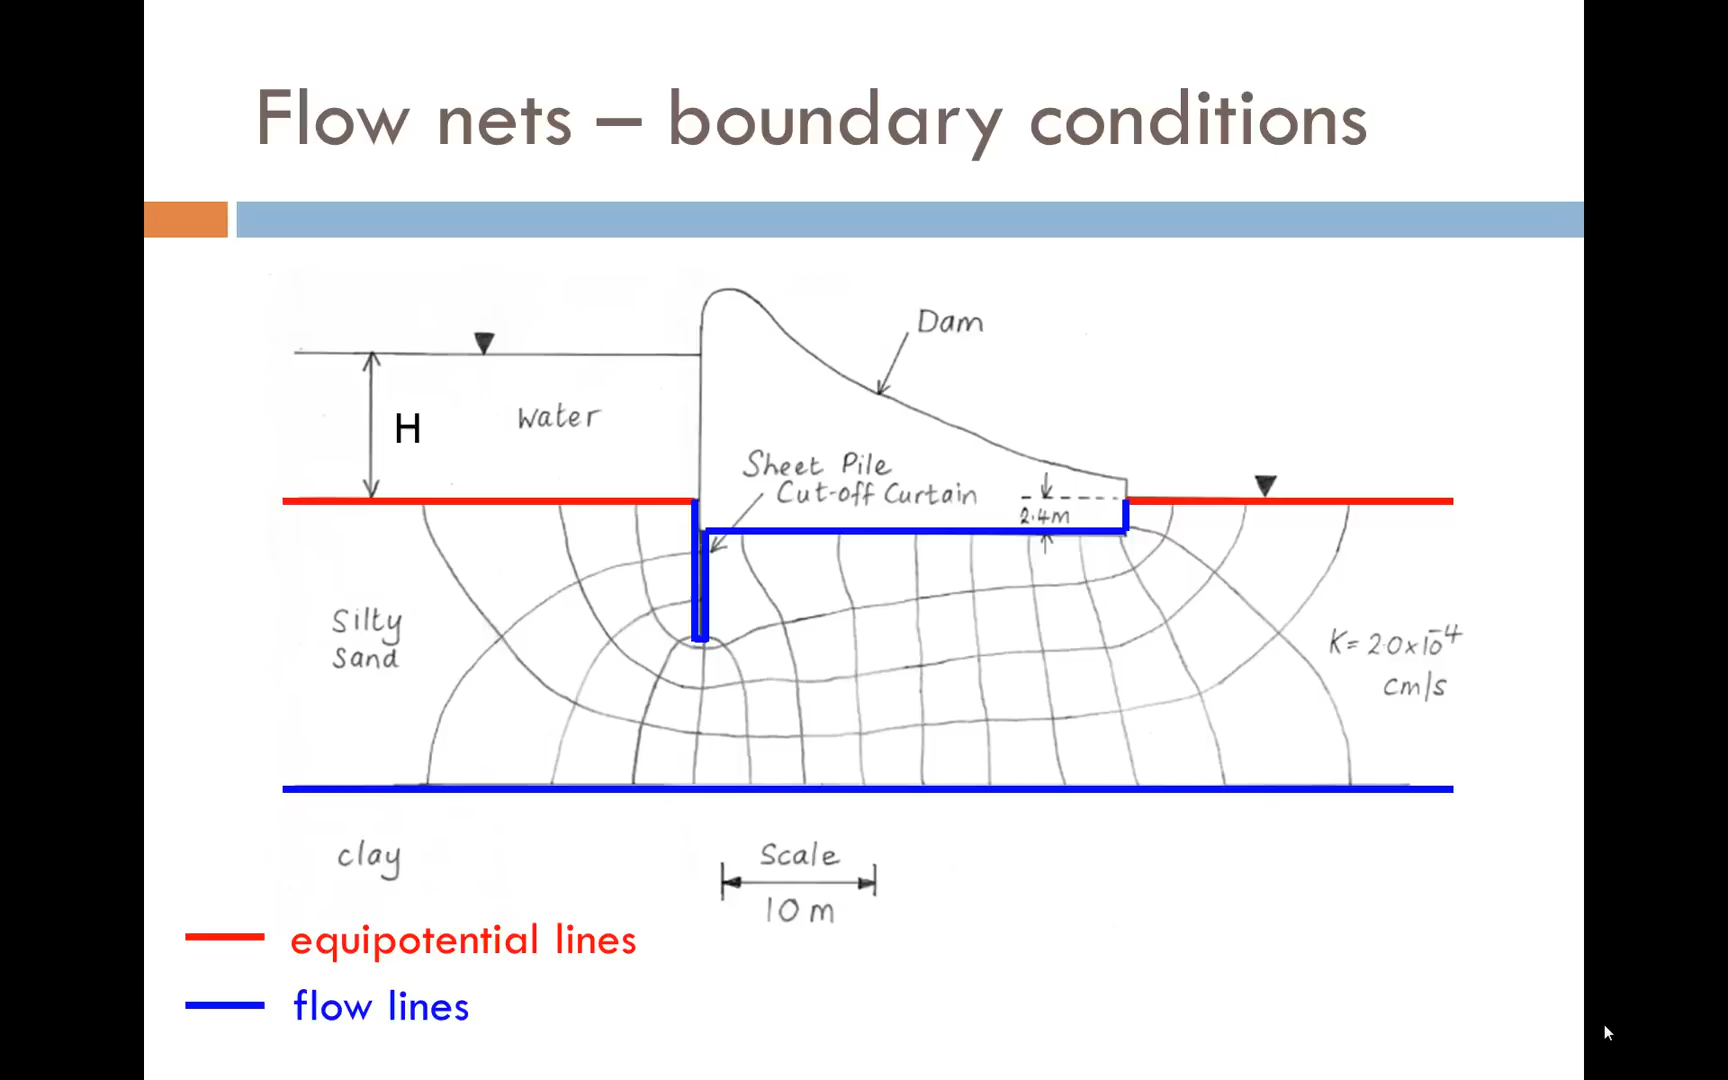 Flow nets – boundary conditions
Dam
Water
H
Sheet Pile
Cut-off Curtain
2.4m
Silty
Sand
K= 2.0x10⁻⁴
cm/s
clay
Scale
10 m
equipotential lines
flow lines